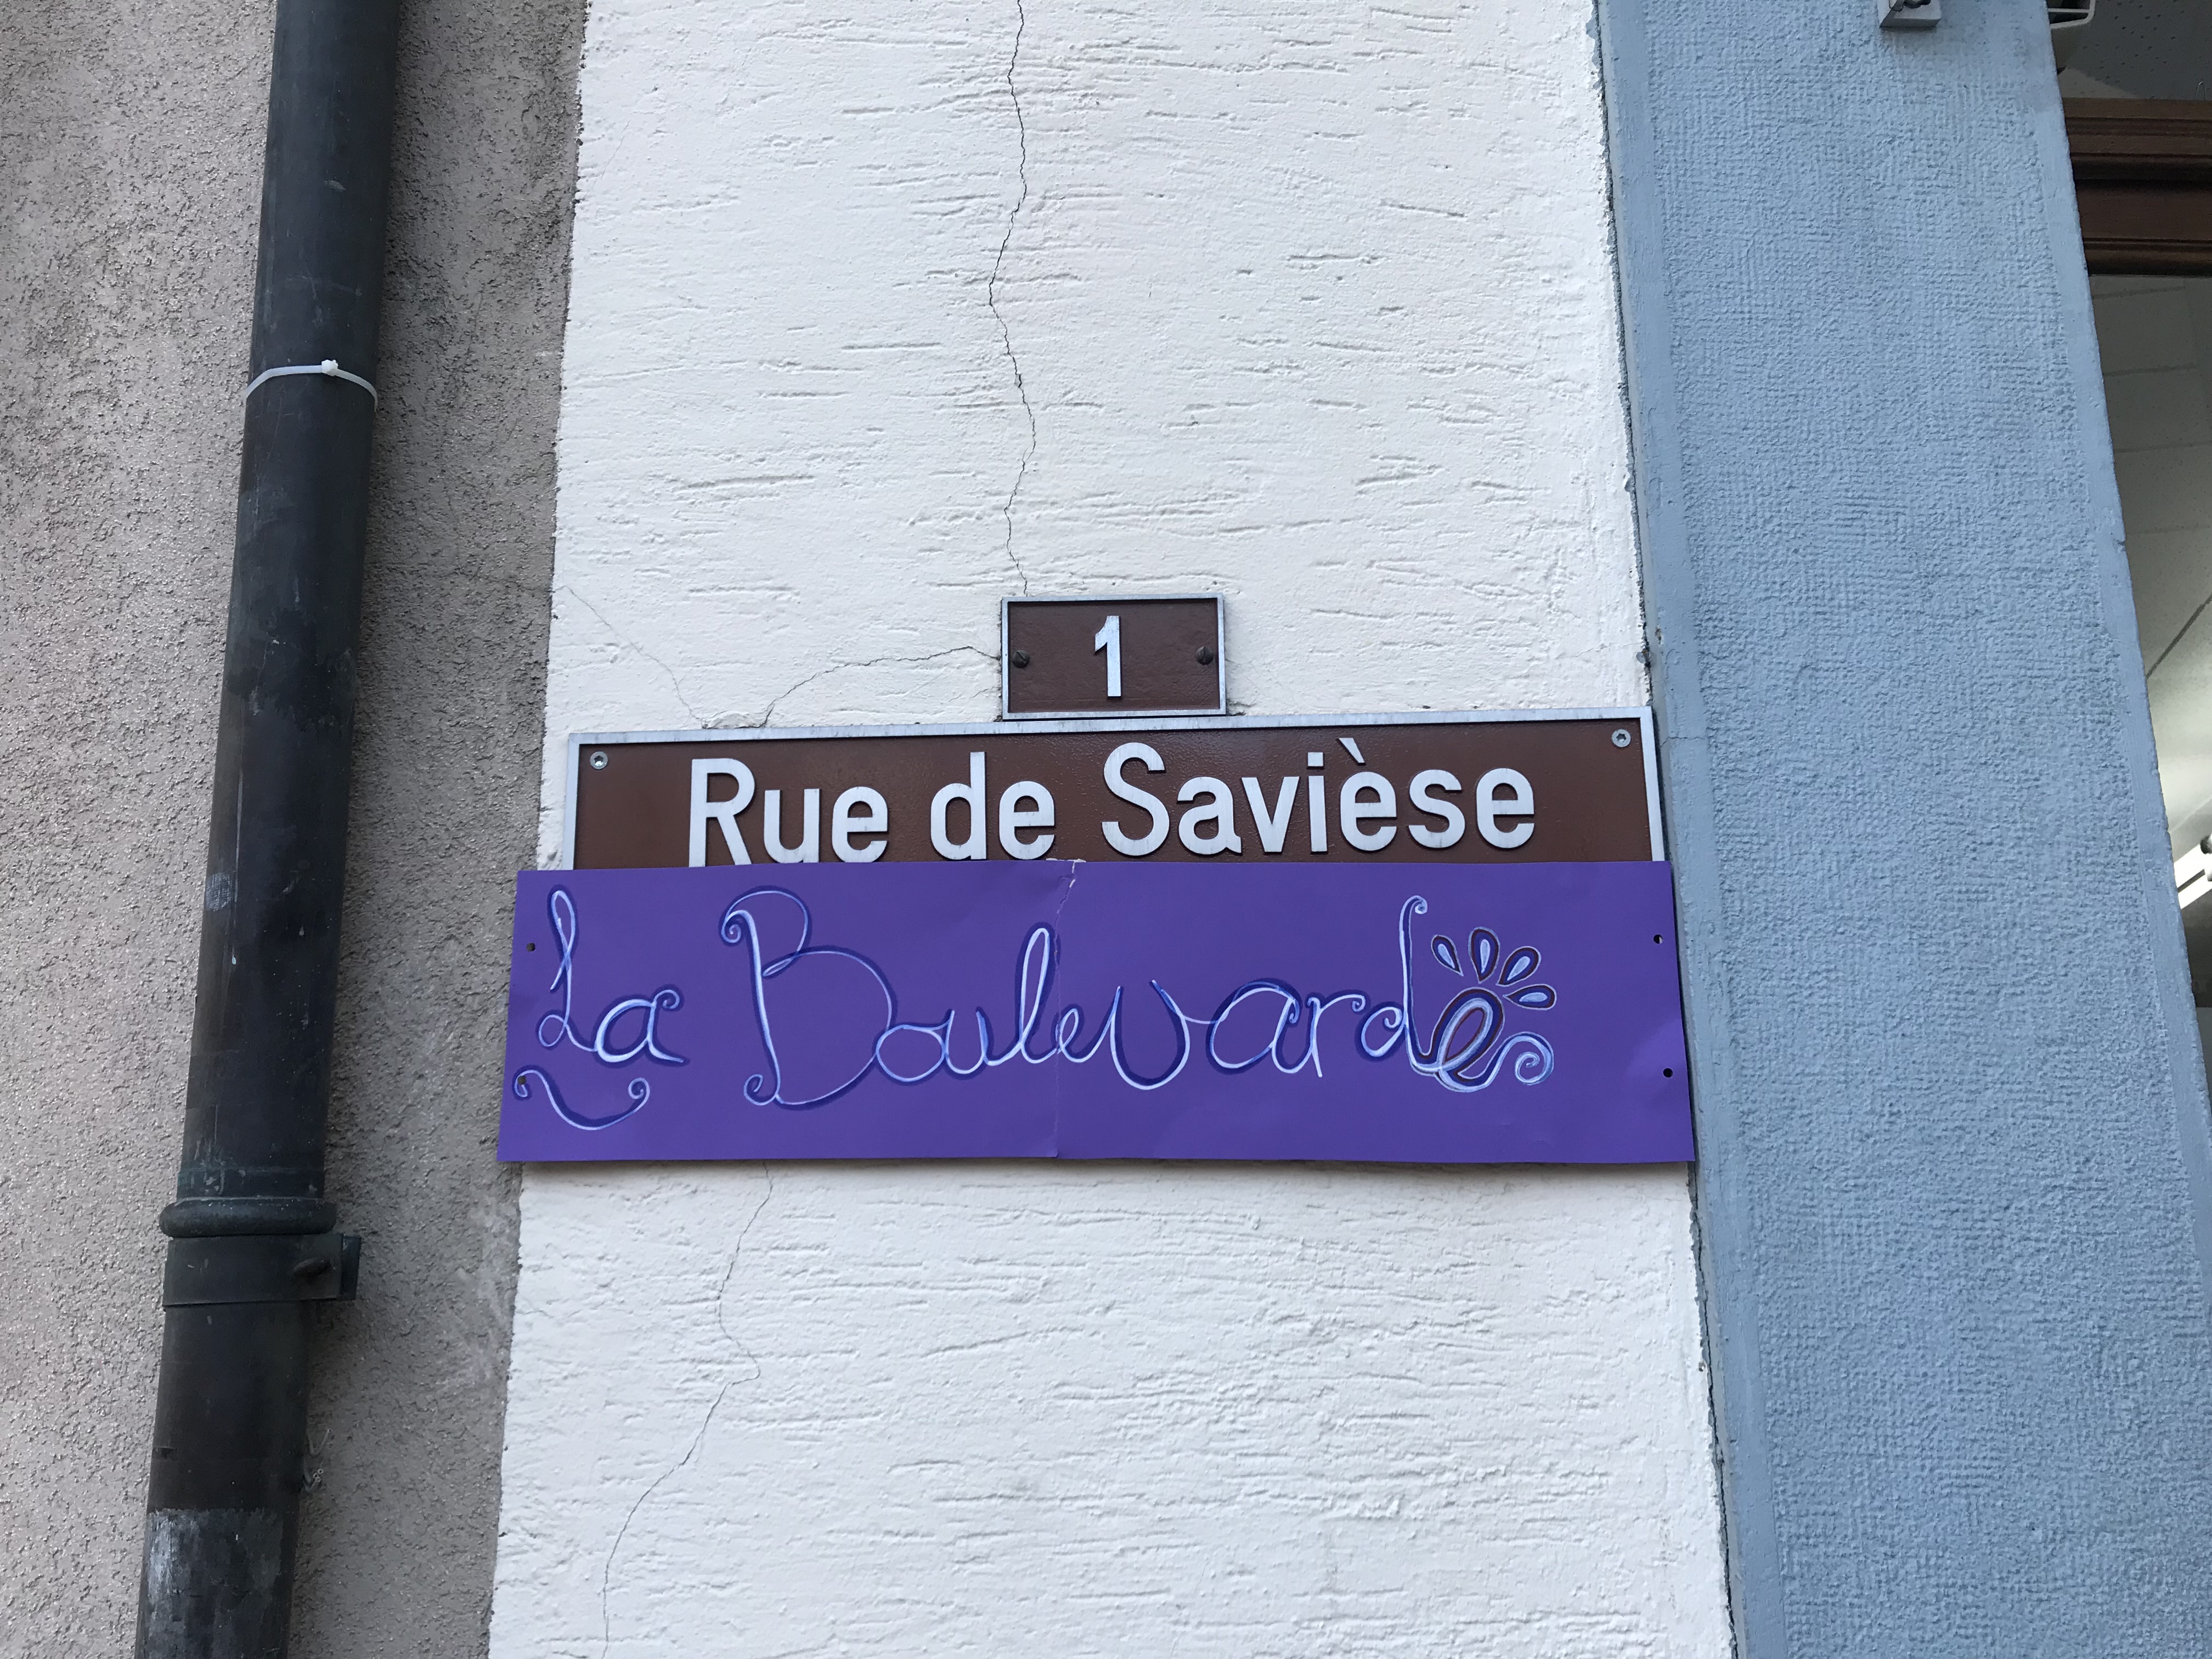 1
Rue de Savièse
La Boulevarde